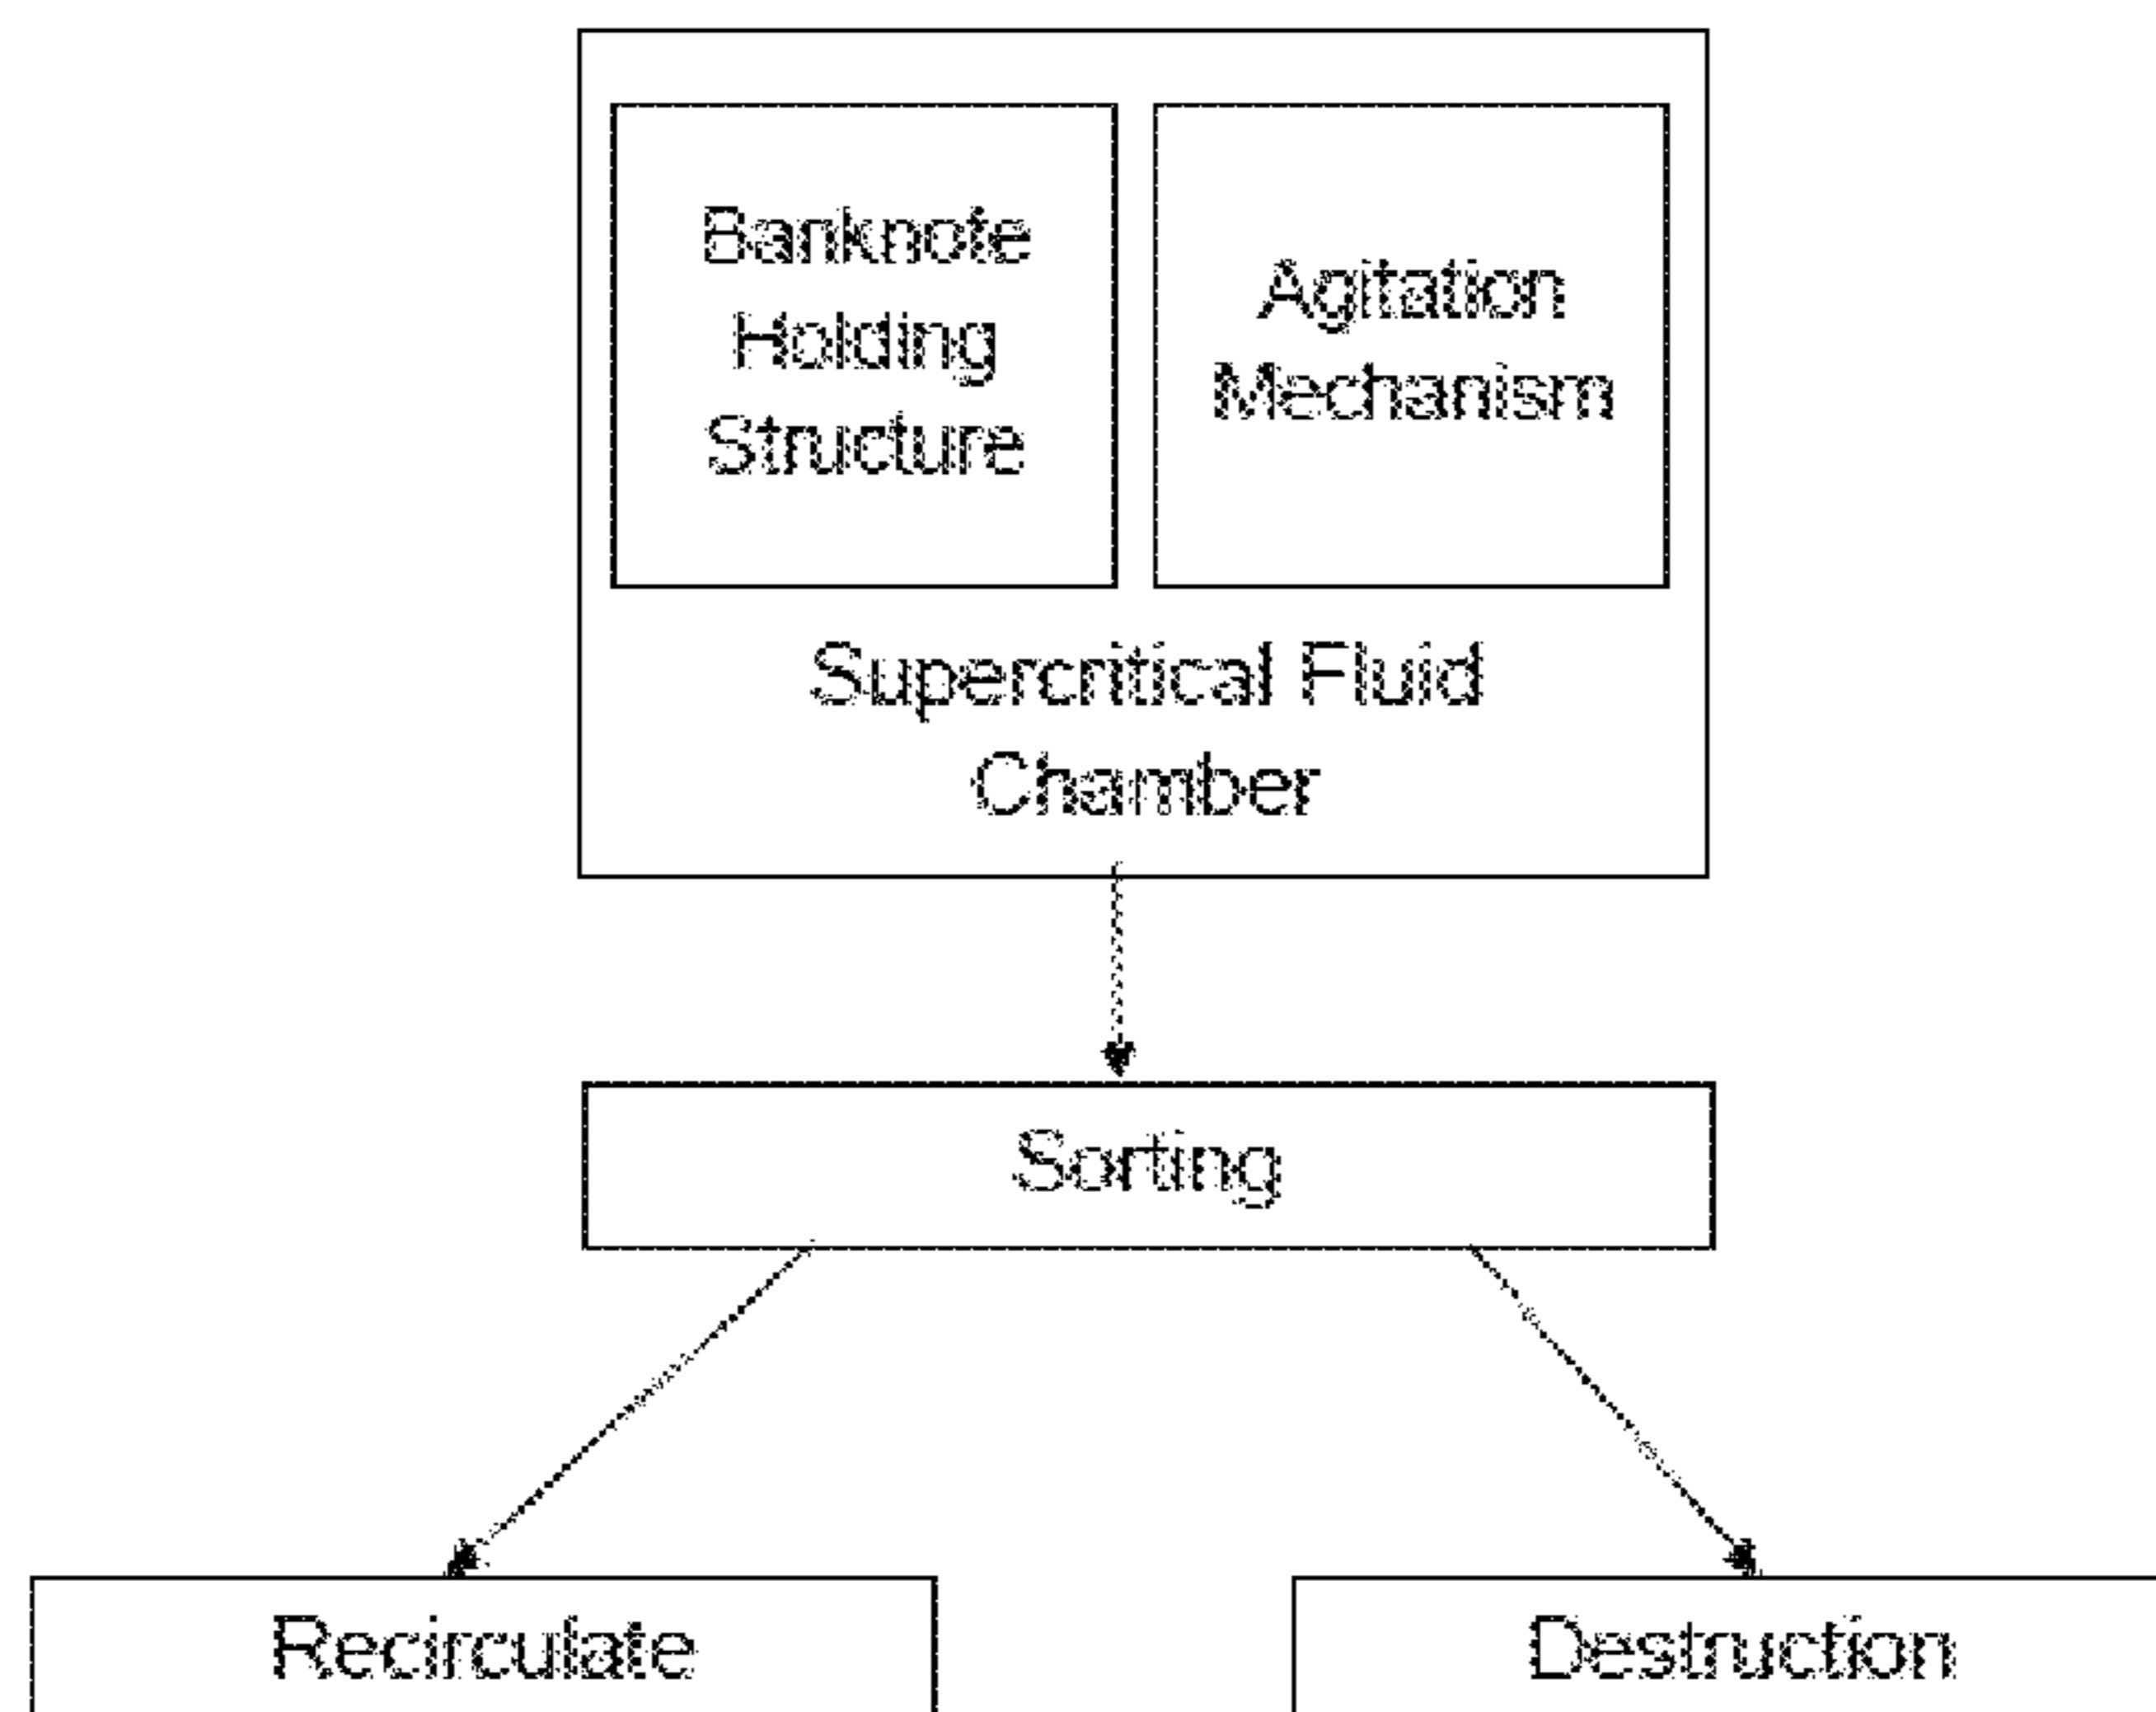 Banknote
Holding
Structure
Agitation
Mechanism
Supercritical Fluid
Chamber
Sorting
Recirculate
Destruction